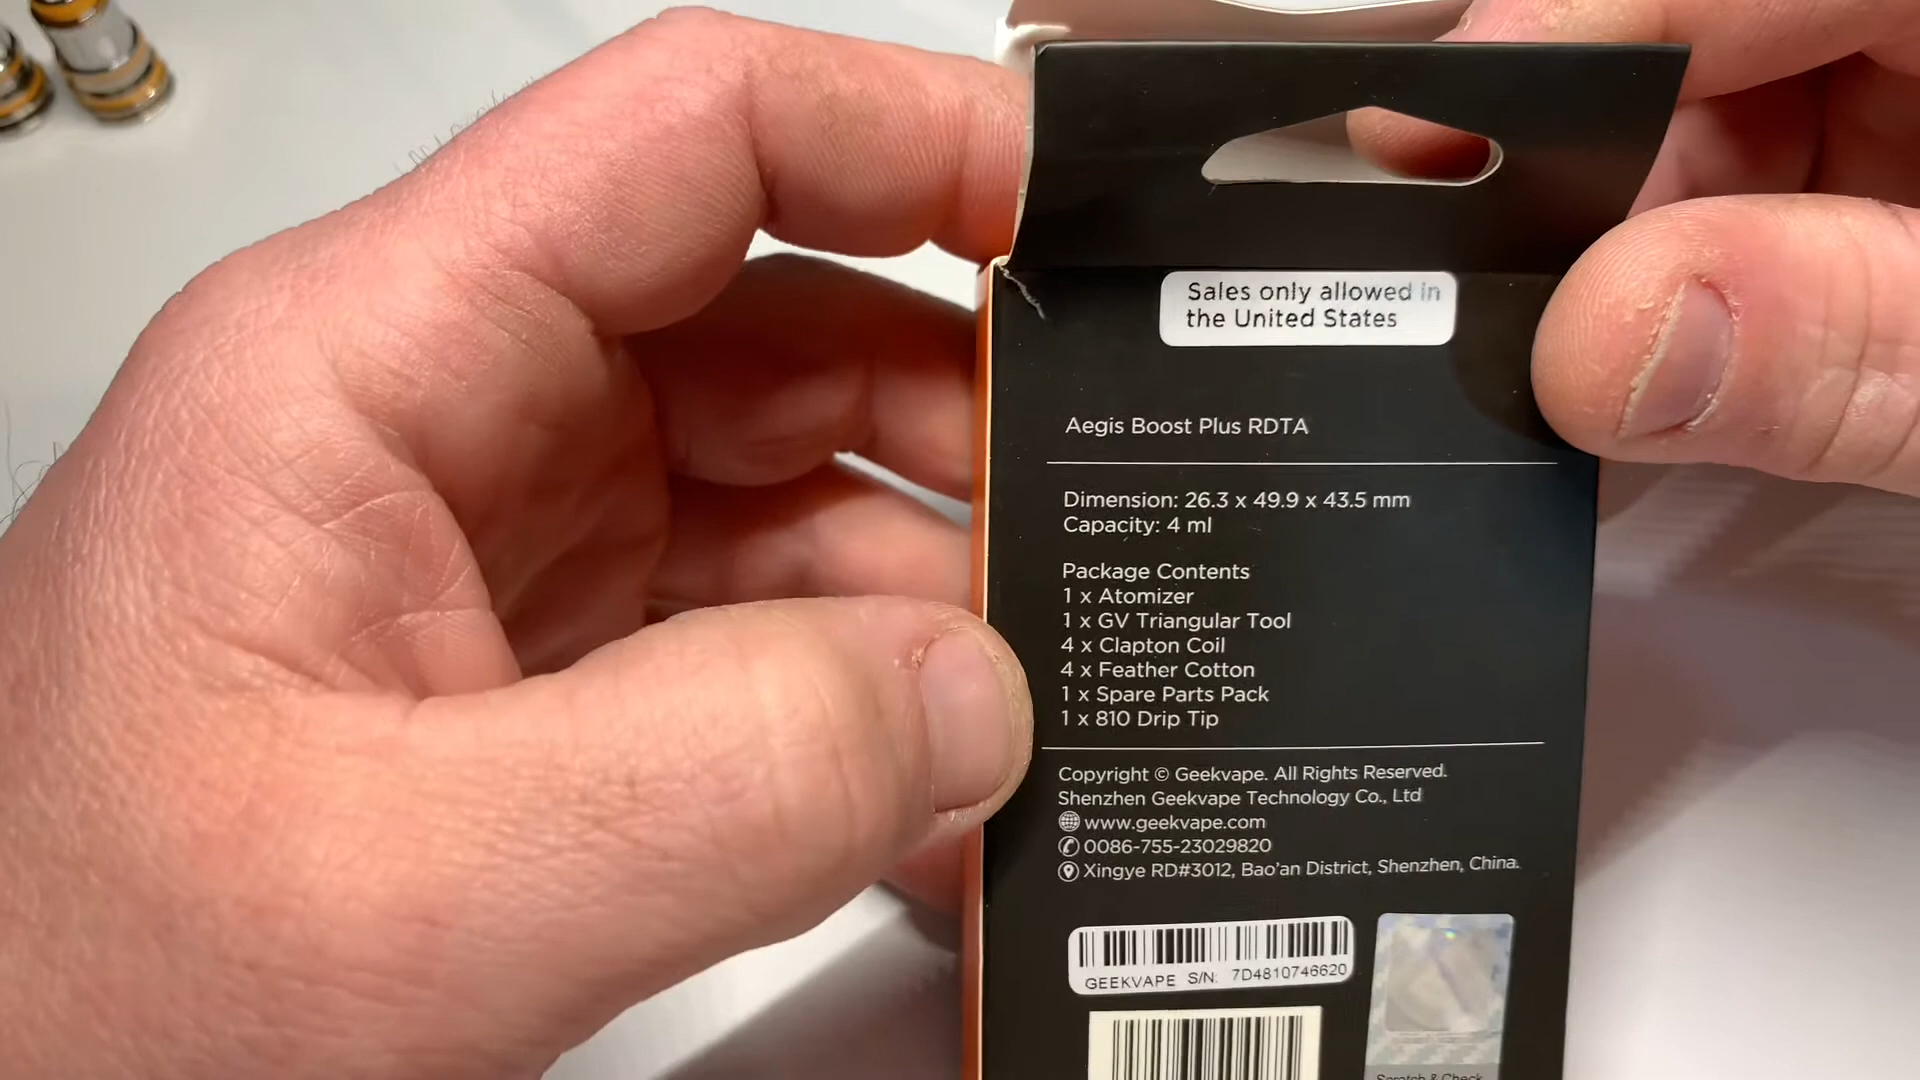 Sales only allowed in
the United States
Aegis Boost Plus RDTA
Dimension: 26.3 x 49.9 x 43.5 mm
Capacity: 4 ml
Package Contents
1 x Atomizer
1 x GV Triangular Tool
4 x Clapton Coil
4 x Feather Cotton
1 x Spare Parts Pack
1 x 810 Drip Tip
Copyright © Geekvape. All Rights Reserved.
Shenzhen Geekvape Technology Co., Ltd
www.geekvape.com
0086-755-23029820
Xingye RD#3012, Bao’an District, Shenzhen, China.
GEEKVAPE S/N: 7D4810746620
Scratch & Check